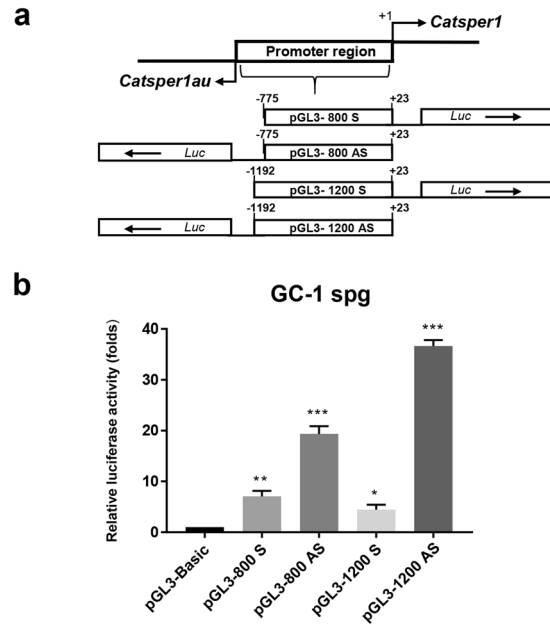 a
+1
Catsper1
Promoter region
Catsper1au
-775
+23
pGL3- 800 S
Luc
-775
+23
Luc
pGL3- 800 AS
-1192
+23
pGL3- 1200 S
Luc
-1192
+23
Luc
pGL3- 1200 AS
b
GC-1 spg
Relative luciferase activity (folds)
40
30
20
10
0
**
***
*
***
pGL3-Basic
pGL3-800 S
pGL3-800 AS
pGL3-1200 S
pGL3-1200 AS